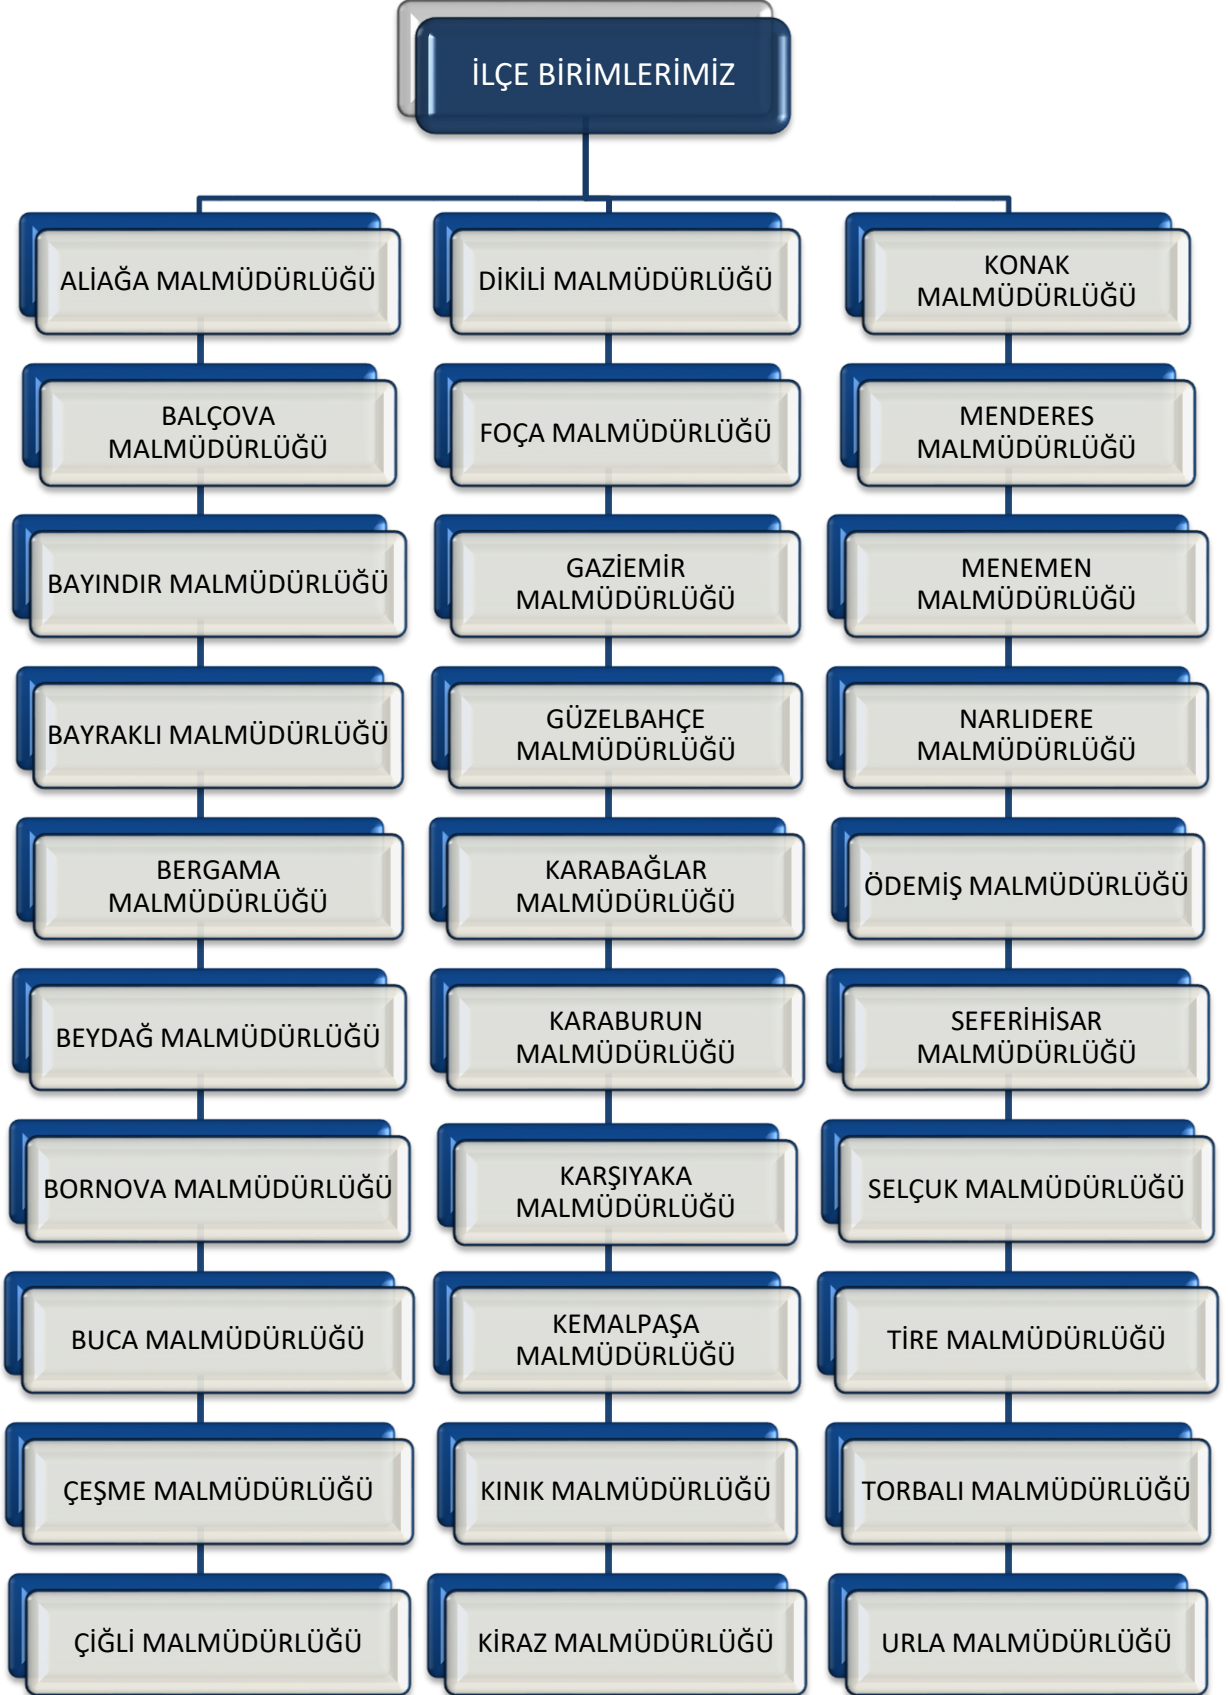 İLÇE BİRİMLERİMİZ
ALİAĞA MALMÜDÜRLÜĞÜ
BALÇOVA
MALMÜDÜRLÜĞÜ
BAYINDIR MALMÜDÜRLÜĞÜ
BAYRAKLI MALMÜDÜRLÜĞÜ
BERGAMA
MALMÜDÜRLÜĞÜ
BEYDAĞ MALMÜDÜRLÜĞÜ
BORNOVA MALMÜDÜRLÜĞÜ
BUCA MALMÜDÜRLÜĞÜ
ÇEŞME MALMÜDÜRLÜĞÜ
ÇİĞLİ MALMÜDÜRLÜĞÜ
DİKİLİ MALMÜDÜRLÜĞÜ
FOÇA MALMÜDÜRLÜĞÜ
GAZİEMİR
MALMÜDÜRLÜĞÜ
GÜZELBAHÇE
MALMÜDÜRLÜĞÜ
KARABAĞLAR
MALMÜDÜRLÜĞÜ
KARABURUN
MALMÜDÜRLÜĞÜ
KARŞIYAKA
MALMÜDÜRLÜĞÜ
KEMALPAŞA
MALMÜDÜRLÜĞÜ
KINIK MALMÜDÜRLÜĞÜ
KİRAZ MALMÜDÜRLÜĞÜ
KONAK
MALMÜDÜRLÜĞÜ
MENDERES
MALMÜDÜRLÜĞÜ
MENEMEN
MALMÜDÜRLÜĞÜ
NARLIDERE
MALMÜDÜRLÜĞÜ
ÖDEMİŞ MALMÜDÜRLÜĞÜ
SEFERİHİSAR
MALMÜDÜRLÜĞÜ
SELÇUK MALMÜDÜRLÜĞÜ
TİRE MALMÜDÜRLÜĞÜ
TORBALI MALMÜDÜRLÜĞÜ
URLA MALMÜDÜRLÜĞÜ